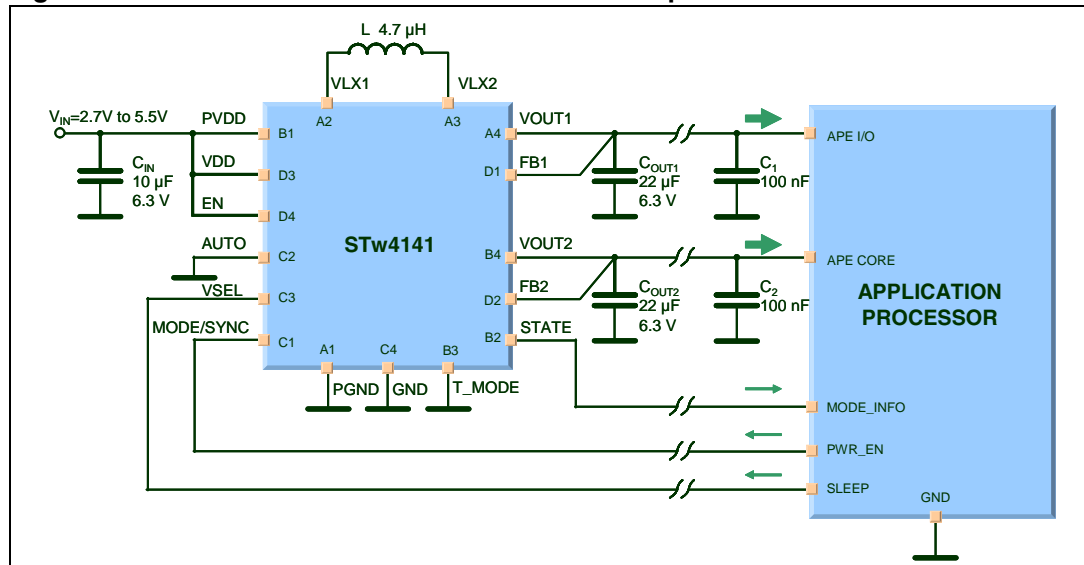 L 4.7 µH
VLX1
VLX2
A2
A3
VIN=2.7V to 5.5V
PVDD
B1
VDD
D3
EN
D4
AUTO
C2
VSEL
C3
MODE/SYNC
C1
CIN
10 µF
6.3 V
STw4141
A4
VOUT1
D1
FB1
B4
VOUT2
D2
FB2
B2
STATE
A1
C4
B3
PGND
GND
T_MODE
COUT1
22 µF
6.3 V
C1
100 nF
COUT2
22 µF
6.3 V
C2
100 nF
APE I/O
APE CORE
APPLICATION
PROCESSOR
MODE_INFO
PWR_EN
SLEEP
GND